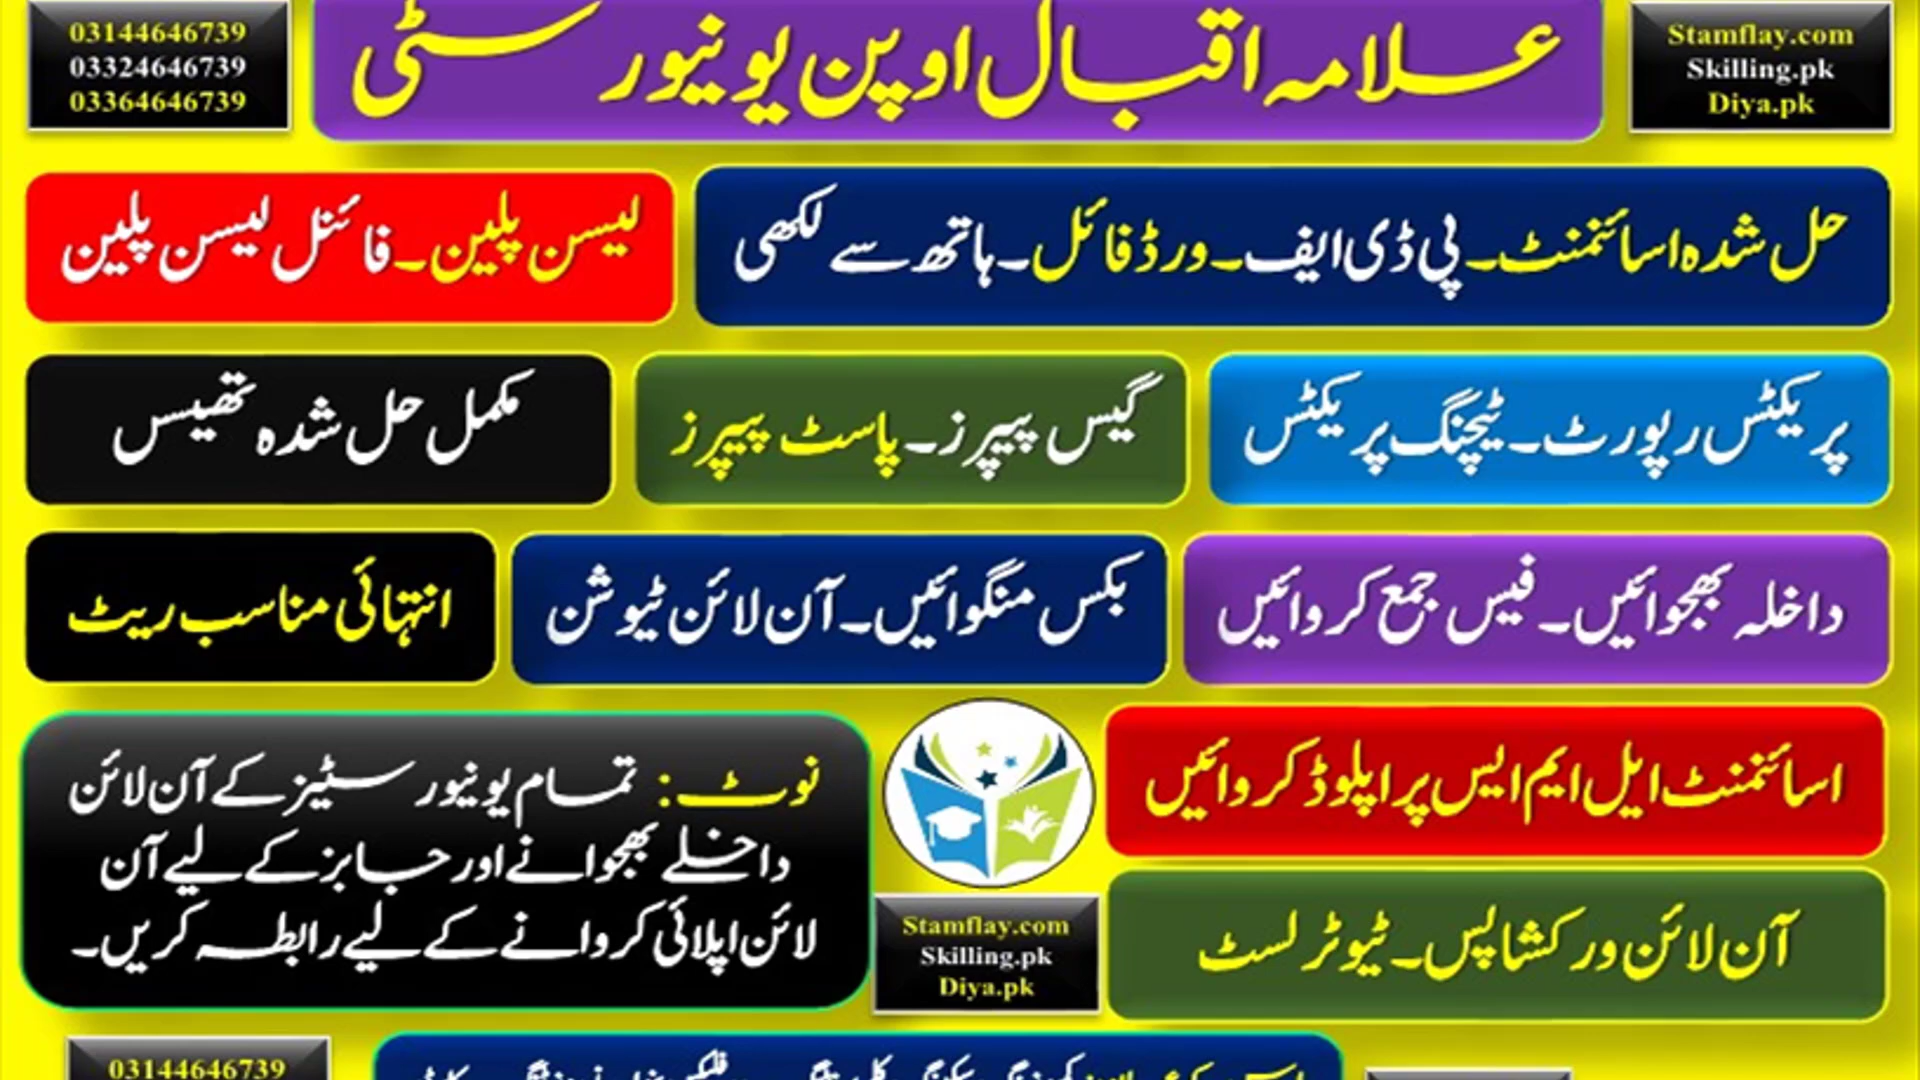 03144646739
03324646739
03364646739
علامہ اقبال اوپن یونیورسٹی
Stamflay.com
Skilling.pk
Diya.pk
حل شدہ اسائنمنٹ۔پی ڈی ایف۔ورڈ فائل۔ہاتھ سے لکھی
لیسن پلین۔فائنل لیسن پلین
پریکٹس رپورٹ۔ٹیچنگ پریکٹس
گیس پیپرز۔پاسٹ پیپرز
مکمل حل شدہ تھیسس
داخلہ بھجوائیں۔فیس جمع کروائیں
بکس منگوائیں۔آن لائن ٹیوشن
انتہائی مناسب ریٹ
اسائنمنٹ ایل ایم ایس پر اپلوڈ کروائیں
آن لائن ورکشاپس۔ٹیوٹر لسٹ
نوٹ: تمام یونیورسٹیز کے آن لائن
داخلے بھجوانے اور جابز کے لیے آن
لائن اپلائی کروانے کے لیے رابطہ کریں۔
Stamflay.com
Skilling.pk
Diya.pk
03144646739